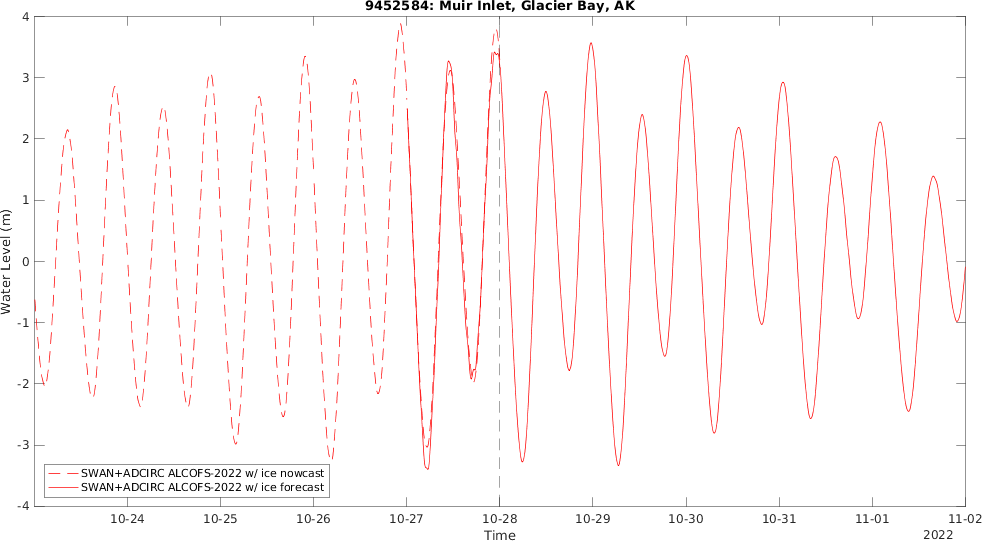 9452584: Muir Inlet, Glacier Bay, AK
4
3
2
1
0
-1
-2
-3
-4
Water Level (m)
SWAN+ADCIRC ALCOFS-2022 w/ ice nowcast
SWAN+ADCIRC ALCOFS-2022 w/ ice forecast
10-24 10-25 10-26 10-27 10-28 10-29 10-30 10-31 11-01 11-02
Time
2022